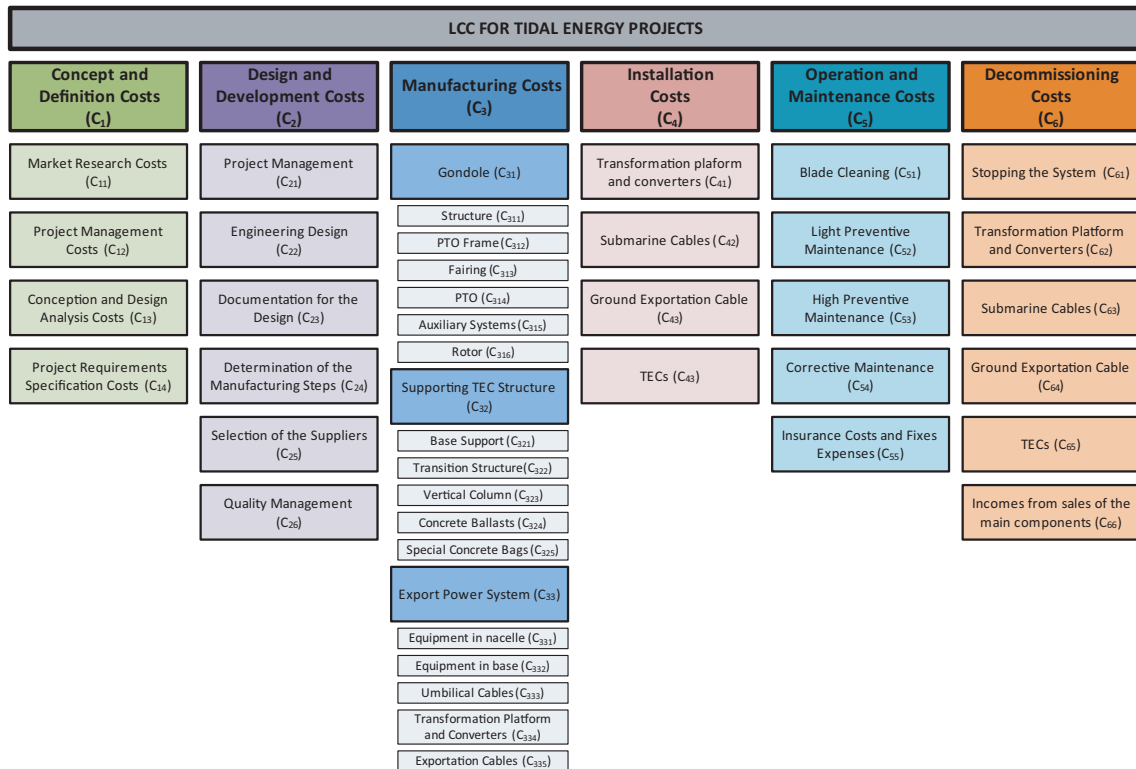 LCC FOR TIDAL ENERGY PROJECTS
Concept and
Definition Costs
(C₁)
Market Research Costs
(C₁₁)
Project Management
Costs (C₁₂)
Conception and Design
Analysis Costs (C₁₃)
Project Requirements
Specification Costs (C₁₄)
Design and
Development Costs
(C₂)
Project Management
(C₂₁)
Engineering Design
(C₂₂)
Documentation for the
Design (C₂₃)
Determination of the
Manufacturing Steps (C₂₄)
Selection of the Suppliers
(C₂₅)
Quality Management
(C₂₆)
Manufacturing Costs
(C₃)
Gondole (C₃₁)
Structure (C₃₁₁)
PTO Frame (C₃₁₂)
Fairing (C₃₁₃)
PTO (C₃₁₄)
Auxiliary Systems (C₃₁₅)
Rotor (C₃₁₆)
Supporting TEC Structure
(C₃₂)
Base Support (C₃₂₁)
Transition Structure(C₃₂₂)
Vertical Column (C₃₂₃)
Concrete Ballasts (C₃₂₄)
Special Concrete Bags (C₃₂₅)
Export Power System (C₃₃)
Equipment in nacelle (C₃₃₁)
Equipment in base (C₃₃₂)
Umbilical Cables (C₃₃₃)
Transformation Platform
and Converters (C₃₃₄)
Exportation Cables (C₃₃₅)
Installation
Costs
(C₄)
Transformation plaform
and converters (C₄₁)
Submarine Cables (C₄₂)
Ground Exportation Cable
(C₄₃)
TECs (C₄₃)
Operation and
Maintenance Costs
(C₅)
Blade Cleaning (C₅₁)
Light Preventive
Maintenance (C₅₂)
High Preventive
Maintenance (C₅₃)
Corrective Maintenance
(C₅₄)
Insurance Costs and Fixes
Expenses (C₅₅)
Decommissioning
Costs
(C₆)
Stopping the System (C₆₁)
Transformation Platform
and Converters (C₆₂)
Submarine Cables (C₆₃)
Ground Exportation Cable
(C₆₄)
TECs (C₆₅)
Incomes from sales of the
main components (C₆₆)